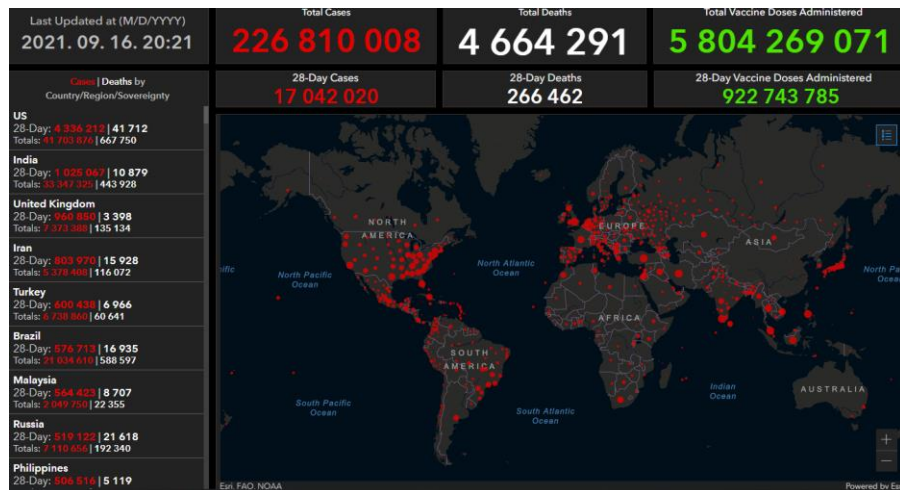 Last Updated at (M/D/YYYY)
2021. 09. 16. 20:21
Total Cases
226 810 008
Total Deaths
4 664 291
Total Vaccine Doses Administered
5 804 269 071
28-Day Cases
17 042 020
28-Day Deaths
266 462
28-Day Vaccine Doses Administered
922 743 785
Cases | Deaths by
Country/Region/Sovereignty
US
28-Day: 4 336 212 | 41 712
Totals: 41 703 876 | 667 750
India
28-Day: 1 025 067 | 10 879
Totals: 33 347 325 | 443 928
United Kingdom
28-Day: 960 850 | 3 398
Totals: 7 373 388 | 135 134
Iran
28-Day: 803 970 | 15 928
Totals: 5 378 408 | 116 072
Turkey
28-Day: 600 438 | 6 966
Totals: 6 738 860 | 60 641
Brazil
28-Day: 576 713 | 16 935
Totals: 21 034 610 | 588 597
Malaysia
28-Day: 564 423 | 8 707
Totals: 2 049 750 | 22 355
Russia
28-Day: 519 122 | 21 618
Totals: 7 110 656 | 192 340
Philippines
28-Day: 506 516 | 5 119
NORTH
AMERICA
EUROPE
ASIA
North Pacific
Ocean
North Atlantic
Ocean
North Pa
Ocean
AFRICA
SOUTH
AMERICA
Indian
Ocean
AUSTRALIA
South Pacific
Ocean
South Atlantic
Ocean
Esri, FAO, NOAA
Powered by Esri